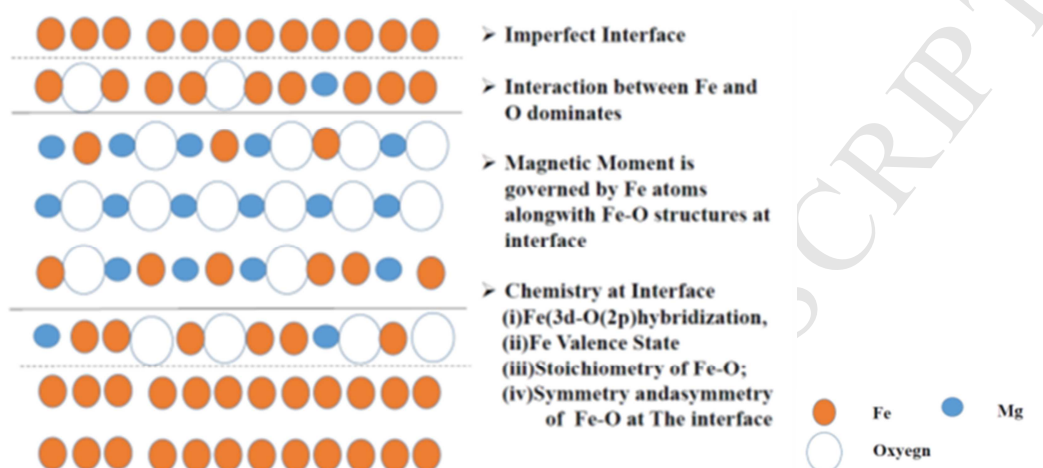 ➢ Imperfect Interface
➢ Interaction between Fe and
O dominates
➢ Magnetic Moment is
governed by Fe atoms
alongwith Fe-O structures at
interface
➢ Chemistry at Interface
(i)Fe(3d-O(2p)hybridization,
(ii)Fe Valence State
(iii)Stoichiometry of Fe-O;
(iv)Symmetry andasymmetry
of Fe-O at The interface
Fe
Mg
Oxyegn
SCRIPT